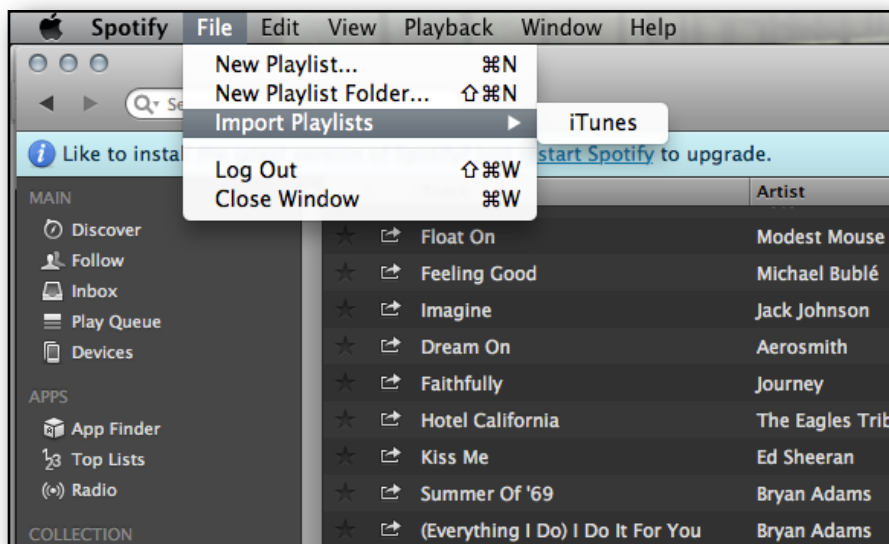 Spotify File Edit View Playback Window Help
New Playlist... ⌘N
New Playlist Folder... ⇧⌘N
Import Playlists ▶ iTunes
Like to instal start Spotify to upgrade.
Log Out ⇧⌘W
Close Window ⌘W
Artist
MAIN
Discover
Follow
Inbox
Play Queue
Devices
APPS
App Finder
Top Lists
Radio
COLLECTION
Float On Modest Mouse
Feeling Good Michael Bublé
Imagine Jack Johnson
Dream On Aerosmith
Faithfully Journey
Hotel California The Eagles Trib
Kiss Me Ed Sheeran
Summer Of '69 Bryan Adams
(Everything I Do) I Do It For You Bryan Adams